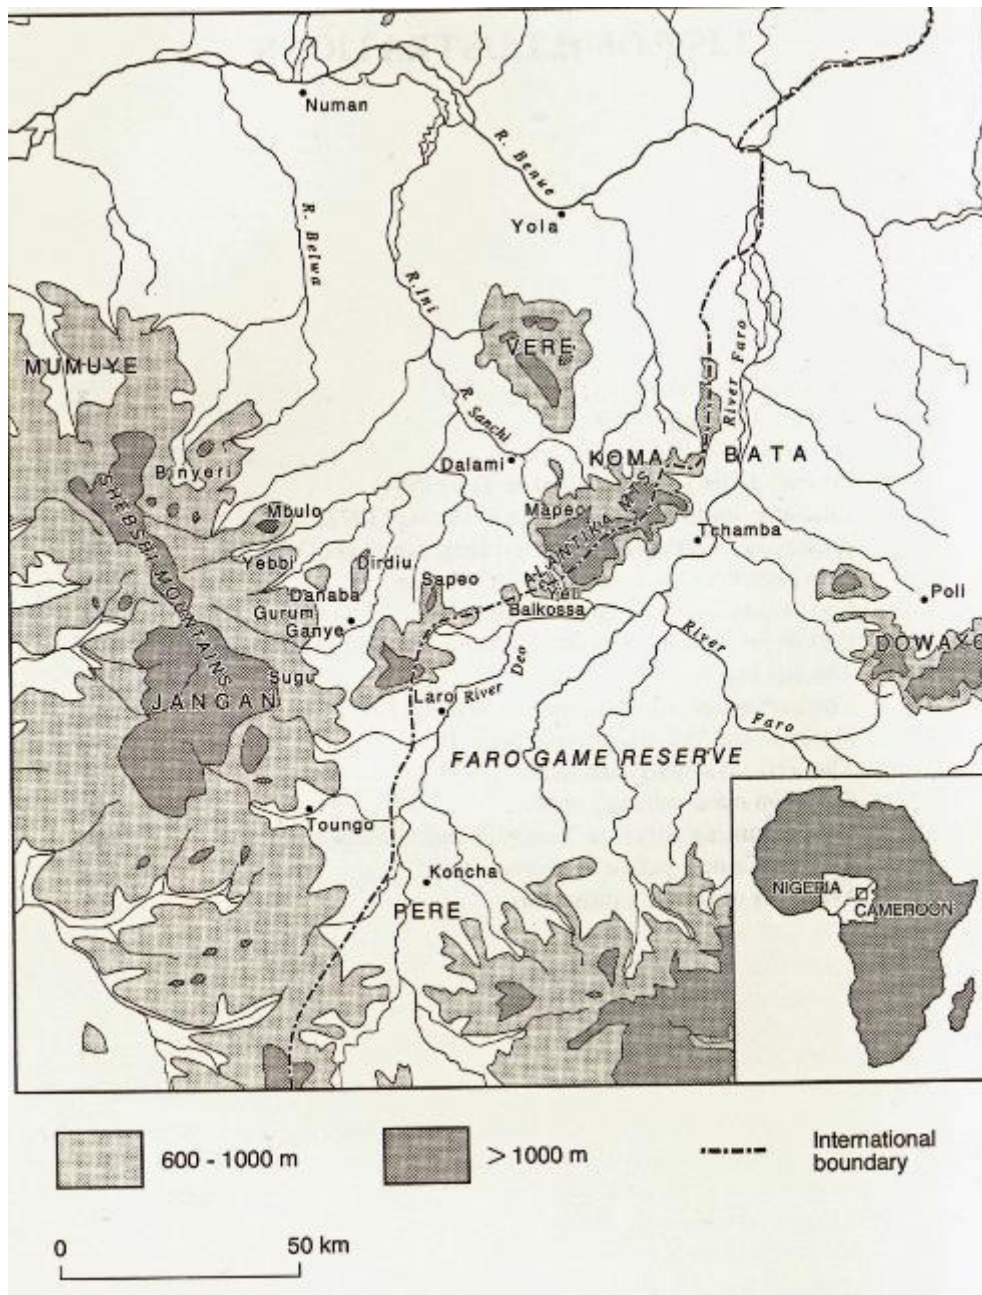 Numan
R. Benue
Yola
R. Belwa
R. Ini
VERE
MUMUYE
R. Sanchi
River Faro
Dalami
KOMA
BATA
Binyeri
SHEBSHI MOUNTAINS
Mbulo
Mapeo
ALANTIKA MTS
Tchamba
Yebbi
Dirdiu
Danaba
Sapeo
Yeli
Balkossa
Poli
Gurum
Ganye
River
DOWAYO
Sugu
JANGAN
Laro
River Deo
Faro
FARO GAME RESERVE
Toungo
Koncha
PERE
NIGERIA
CAMEROON
600 - 1000 m
> 1000 m
International
boundary
0
50 km